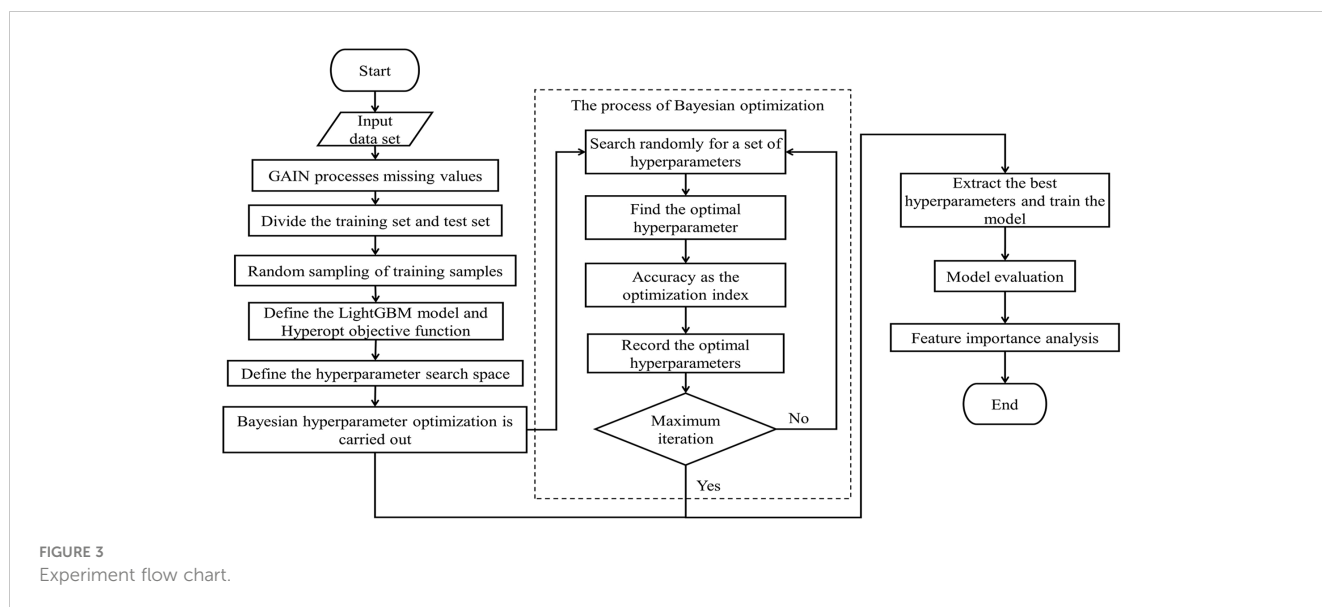 Start
Input
data set
GAIN processes missing values
Divide the training set and test set
Random sampling of training samples
Define the LightGBM model and
Hyperopt objective function
Define the hyperparameter search space
Bayesian hyperparameter optimization is
carried out
The process of Bayesian optimization
Search randomly for a set of
hyperparameters
Find the optimal
hyperparameter
Accuracy as the
optimization index
Record the optimal
hyperparameters
Maximum
iteration
No
Yes
Extract the best
hyperparameters and train the
model
Model evaluation
Feature importance analysis
End
FIGURE 3
Experiment flow chart.